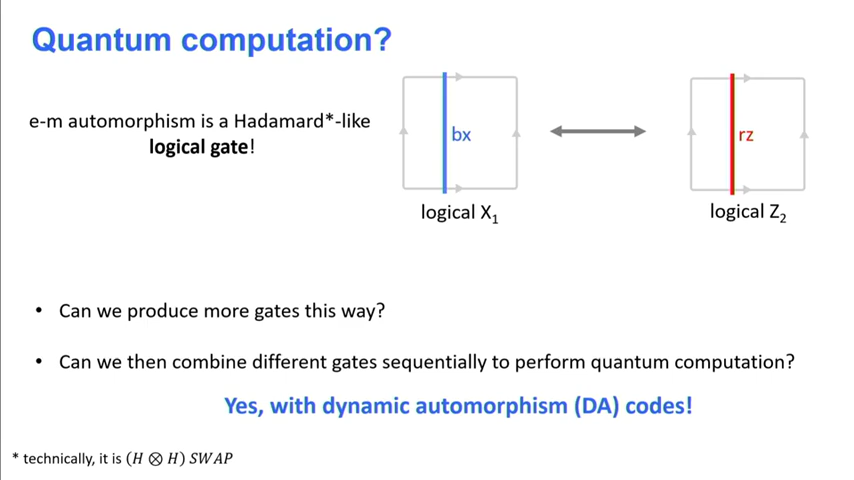 Quantum computation?
e-m automorphism is a Hadamard*-like
logical gate!
bx
rz
logical X₁
logical Z₂
• Can we produce more gates this way?
• Can we then combine different gates sequentially to perform quantum computation?
Yes, with dynamic automorphism (DA) codes!
* technically, it is (H ⊗ H) SWAP